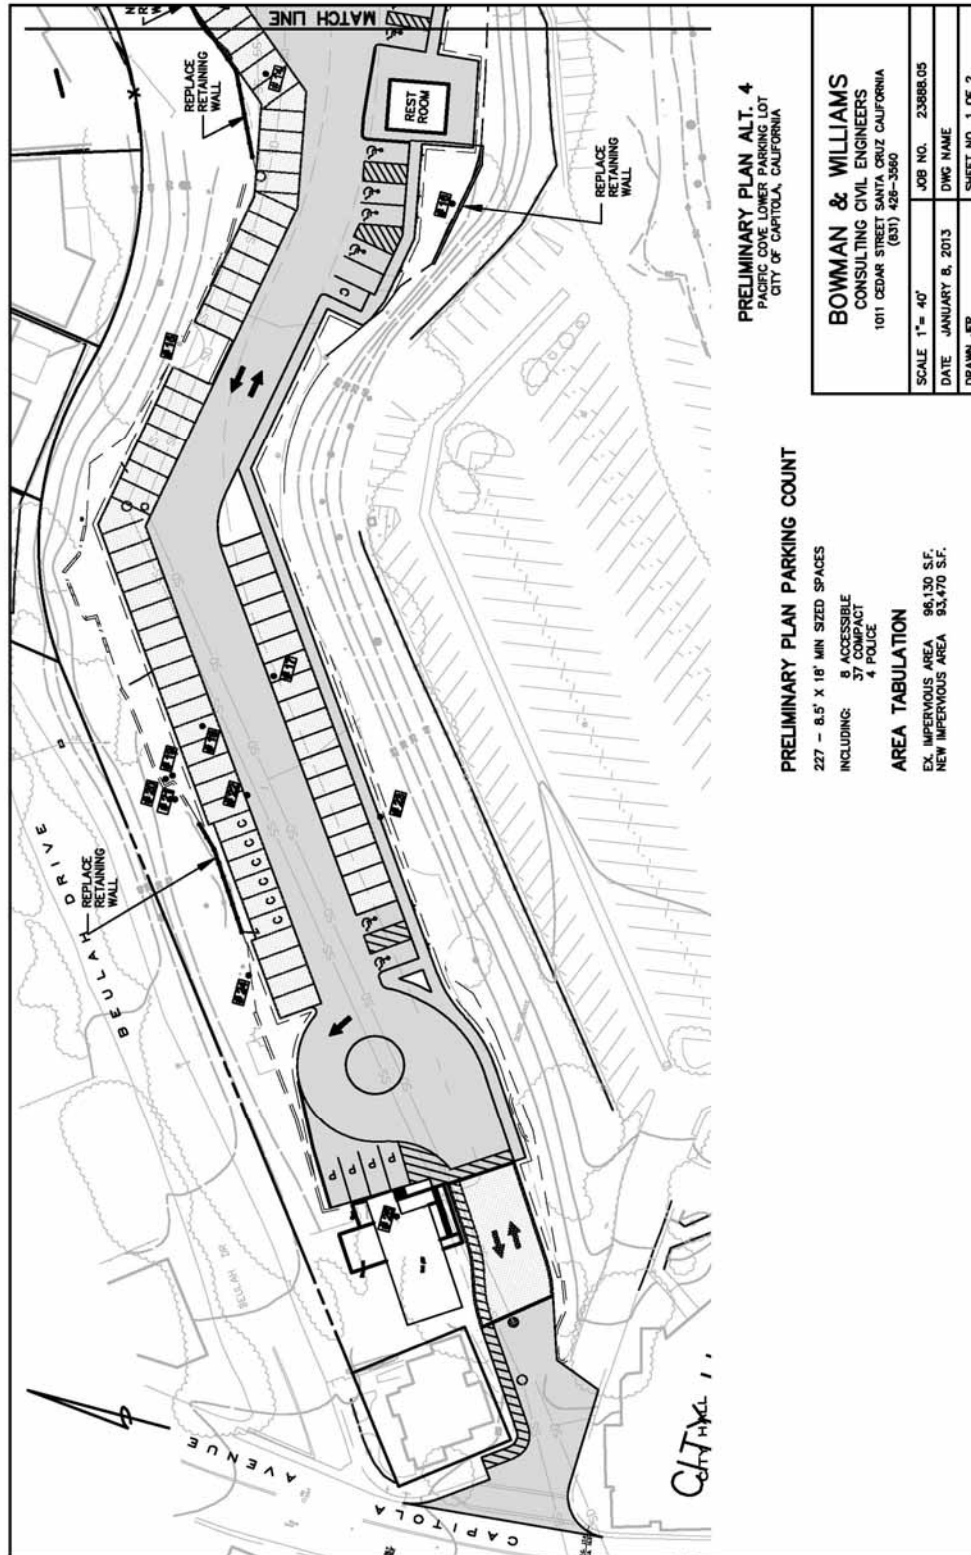 MATCH LINE
REPLACE
RETAINING
WALL
REST
ROOM
REPLACE
RETAINING
WALL
REPLACE
RETAINING
WALL
BEULAH DRIVE
BEULAH DR
C
C C C C C C
P P P P
CAPITOLA AVENUE
CITY HALL
PRELIMINARY PLAN ALT. 4
PACIFIC COVE LOWER PARKING LOT
CITY OF CAPITOLA, CALIFORNIA
BOWMAN & WILLIAMS
CONSULTING CIVIL ENGINEERS
1011 CEDAR STREET SANTA CRUZ CALIFORNIA
(831) 426-3560
SCALE 1"= 40'
JOB NO. 23888.05
DATE JANUARY 8, 2013
DWG NAME
PRELIMINARY PLAN PARKING COUNT
227 - 8.5' X 18' MIN SIZED SPACES
INCLUDING: 8 ACCESSIBLE
37 COMPACT
4 POLICE
AREA TABULATION
EX. IMPERVIOUS AREA 96,130 S.F.
NEW IMPERVIOUS AREA 93,470 S.F.